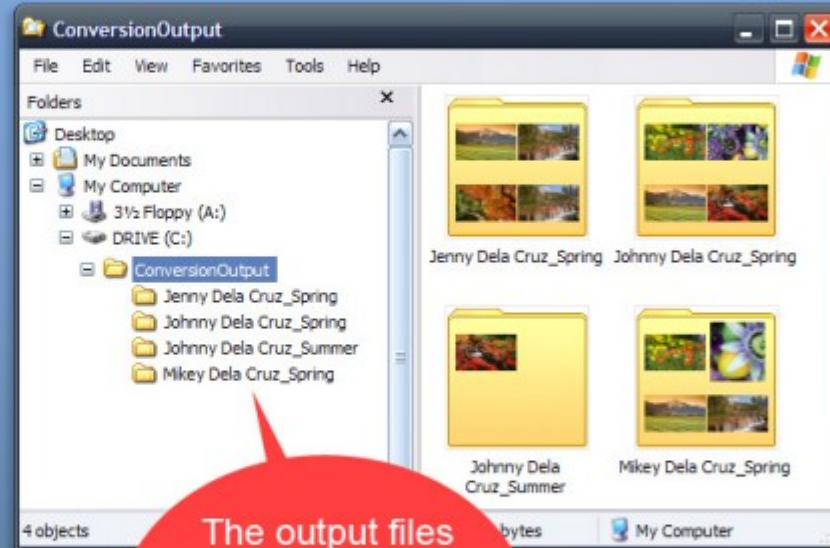 ConversionOutput
File Edit View Favorites Tools Help
Folders
Desktop
My Documents
My Computer
3½ Floppy (A:)
DRIVE (C:)
ConversionOutput
Jenny Dela Cruz_Spring
Johnny Dela Cruz_Spring
Johnny Dela Cruz_Summer
Mikey Dela Cruz_Spring
Jenny Dela Cruz_Spring Johnny Dela Cruz_Spring
Johnny Dela
Cruz_Summer
Mikey Dela Cruz_Spring
4 objects
bytes
My Computer
The output files